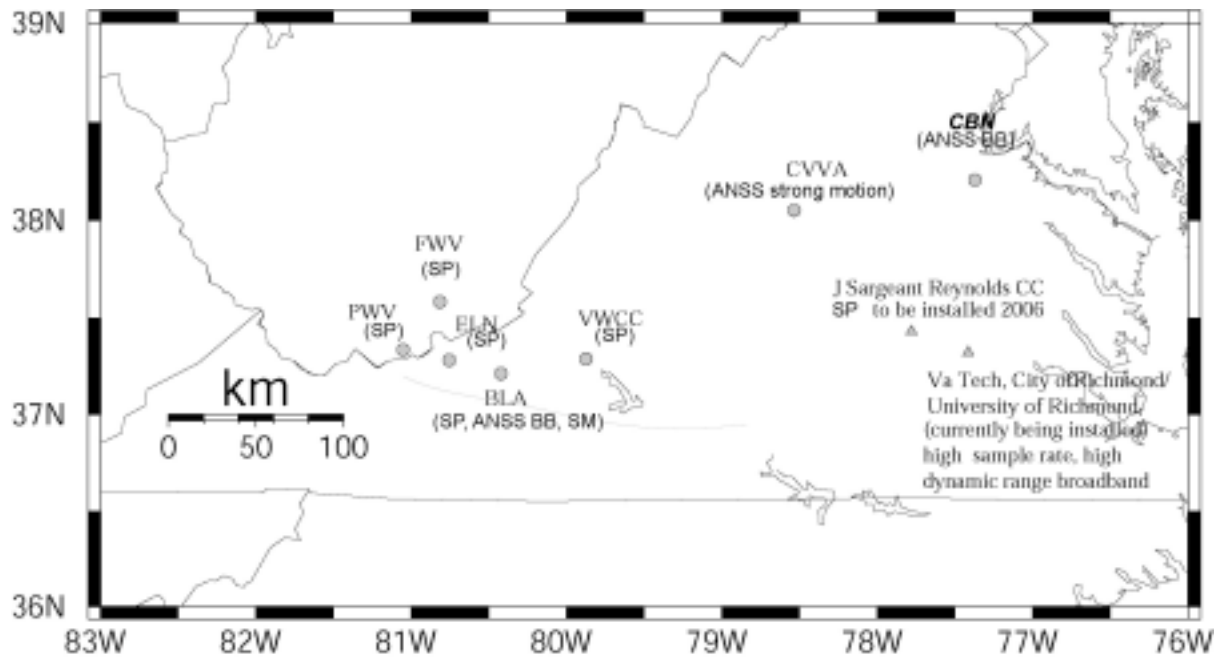 39N
CBN
(ANSS BB)
CVVA
(ANSS strong motion)
38N
FWV
(SP)
J Sargeant Reynolds CC
SP to be installed 2006
PWV
(SP)
ELN
(SP)
VWCC
(SP)
km
0 50 100
BLA
(SP, ANSS BB, SM)
Va Tech, City of Richmond/
University of Richmond,
(currently being installed)
high sample rate, high
dynamic range broadband
37N
36N
83W 82W 81W 80W 79W 78W 77W 76W